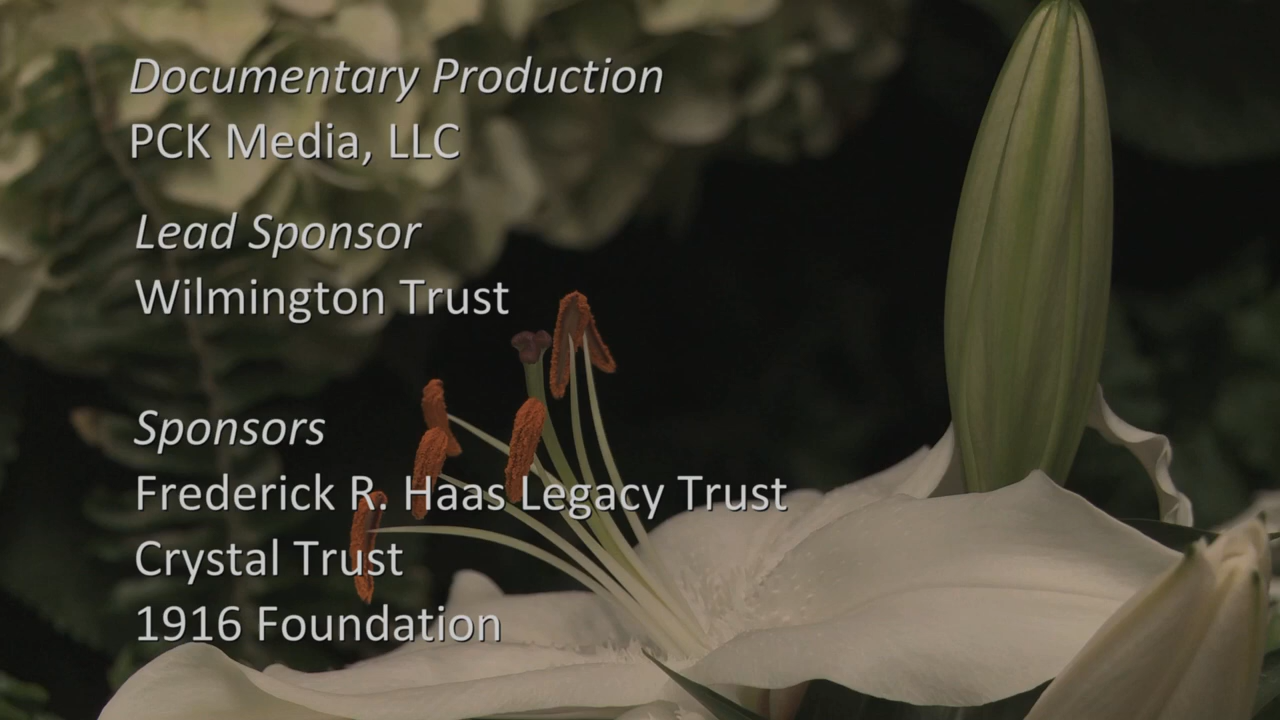 Documentary Production
PCK Media, LLC
Lead Sponsor
Wilmington Trust
Sponsors
Frederick R. Haas Legacy Trust
Crystal Trust
1916 Foundation